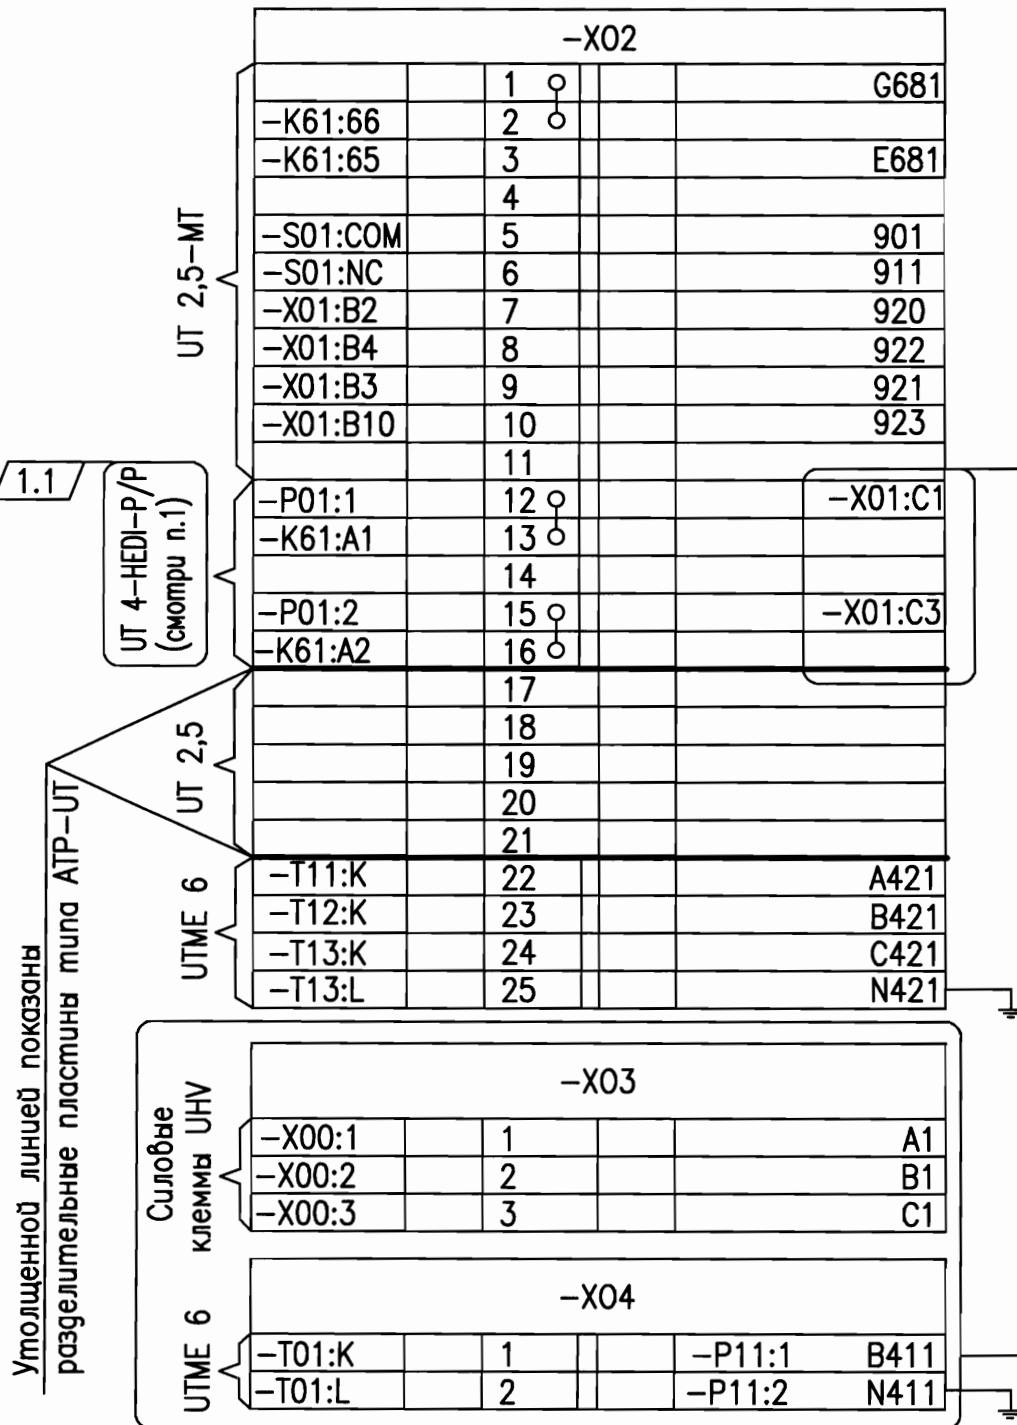 -X02
1 G681
-K61:66 2
-K61:65 3 E681
4
-S01:COM 5 901
-S01:NC 6 911
-X01:B2 7 920
-X01:B4 8 922
-X01:B3 9 921
-X01:B10 10 923
11
-P01:1 12 -X01:C1
-K61:A1 13
14
-P01:2 15 -X01:C3
-K61:A2 16
17
18
19
20
21
-T11:K 22 A421
-T12:K 23 B421
-T13:K 24 C421
-T13:L 25 N421
UT 2,5-MT
1.1
UT 4-HEDI-P/P
(смотри п.1)
UT 2,5
UTME 6
Утолщенной линией показаны
разделительные пластины типа ATP-UT
-X03
-X00:1 1 A1
-X00:2 2 B1
-X00:3 3 C1
Силовые
клеммы UHV
-X04
-T01:K 1 -P11:1 B411
-T01:L 2 -P11:2 N411
UTME 6